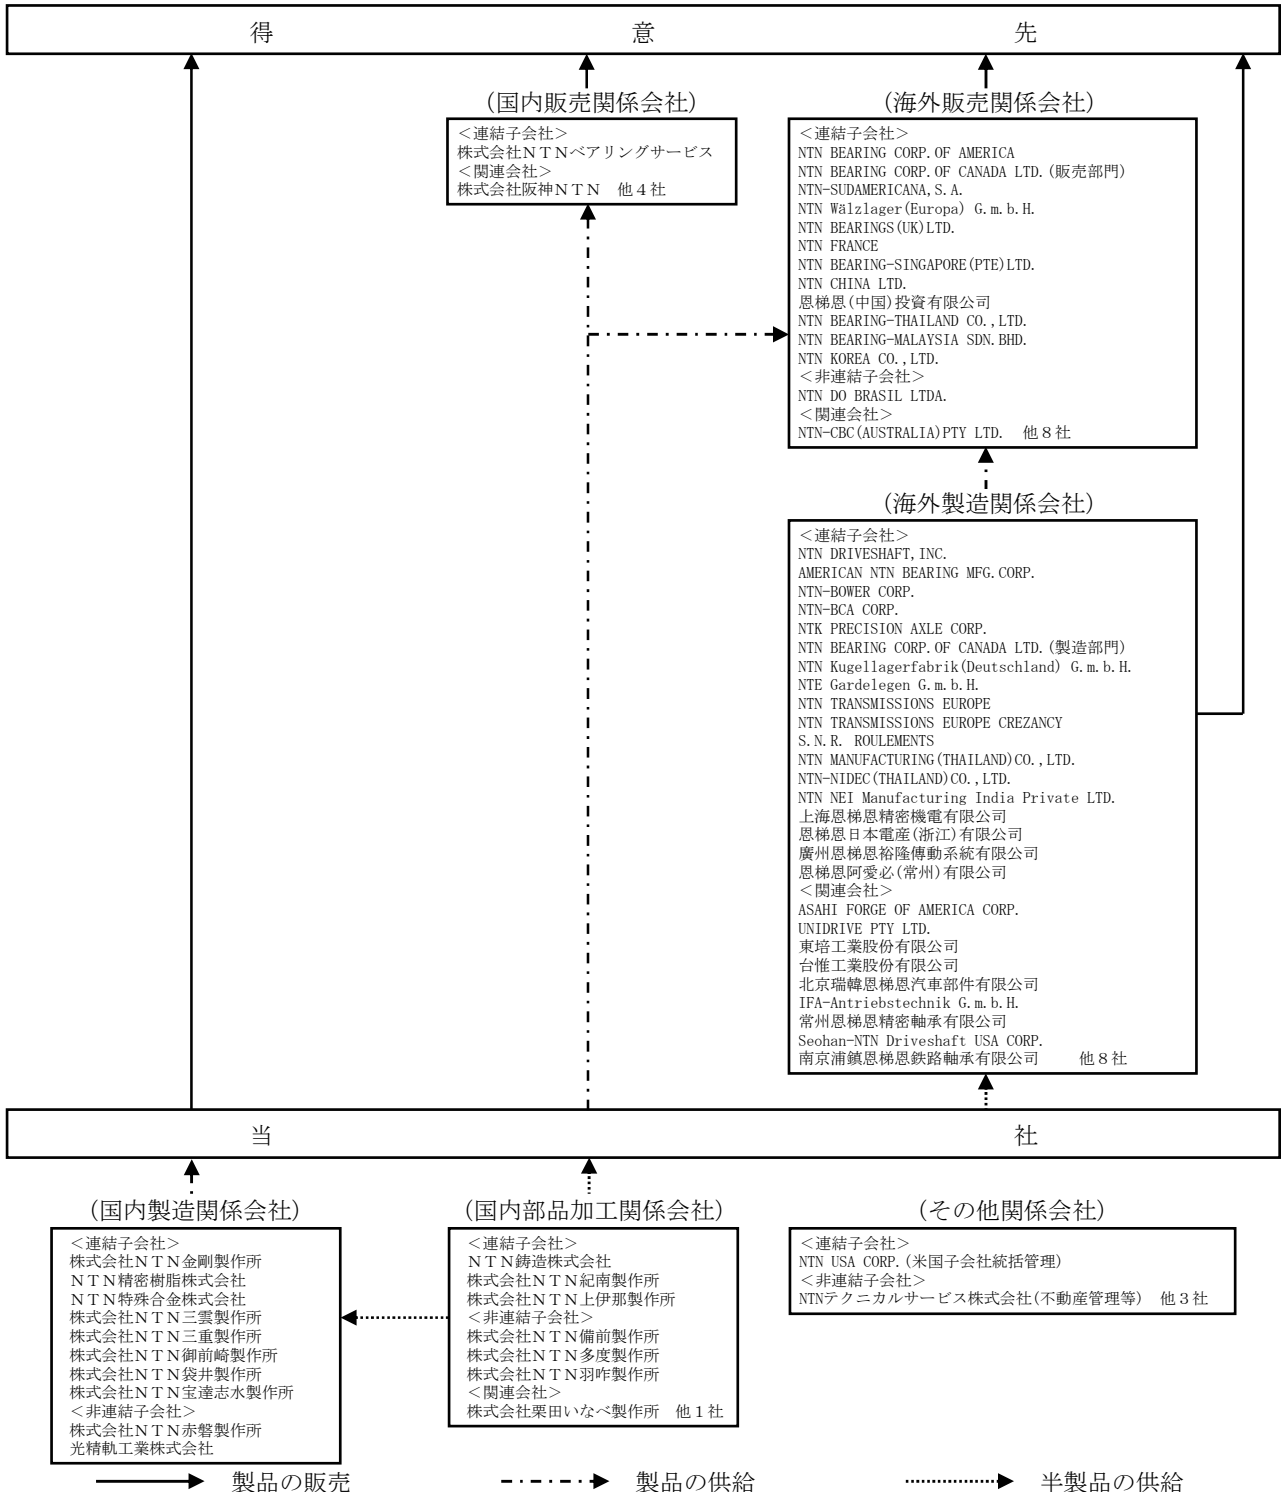 得意先
(国内販売関係会社)
＜連結子会社＞
株式会社ＮＴＮベアリングサービス
＜関連会社＞
株式会社阪神ＮＴＮ　他４社
(海外販売関係会社)
＜連結子会社＞
NTN BEARING CORP.OF AMERICA
NTN BEARING CORP.OF CANADA LTD.(販売部門)
NTN-SUDAMERICANA,S.A.
NTN Wälzlager(Europa) G.m.b.H.
NTN BEARINGS(UK)LTD.
NTN FRANCE
NTN BEARING-SINGAPORE(PTE)LTD.
NTN CHINA LTD.
恩梯恩(中国)投資有限公司
NTN BEARING-THAILAND CO.,LTD.
NTN BEARING-MALAYSIA SDN.BHD.
NTN KOREA CO.,LTD.
＜非連結子会社＞
NTN DO BRASIL LTDA.
＜関連会社＞
NTN-CBC(AUSTRALIA)PTY LTD.　他８社
(海外製造関係会社)
＜連結子会社＞
NTN DRIVESHAFT,INC.
AMERICAN NTN BEARING MFG.CORP.
NTN-BOWER CORP.
NTN-BCA CORP.
NTK PRECISION AXLE CORP.
NTN BEARING CORP.OF CANADA LTD.(製造部門)
NTN Kugellagerfabrik(Deutschland) G.m.b.H.
NTE Gardelegen G.m.b.H.
NTN TRANSMISSIONS EUROPE
NTN TRANSMISSIONS EUROPE CREZANCY
S.N.R. ROULEMENTS
NTN MANUFACTURING(THAILAND)CO.,LTD.
NTN-NIDEC(THAILAND)CO.,LTD.
NTN NEI Manufacturing India Private LTD.
上海恩梯恩精密機電有限公司
恩梯恩日本電産(浙江)有限公司
廣州恩梯恩裕隆傳動系統有限公司
恩梯恩阿愛必(常州)有限公司
＜関連会社＞
ASAHI FORGE OF AMERICA CORP.
UNIDRIVE PTY LTD.
東培工業股份有限公司
台惟工業股份有限公司
北京瑞韓恩梯恩汽車部件有限公司
IFA-Antriebstechnik G.m.b.H.
常州恩梯恩精密軸承有限公司
Seohan-NTN Driveshaft USA CORP.
南京浦鎮恩梯恩鉄路軸承有限公司　　他８社
当社
(国内製造関係会社)
＜連結子会社＞
株式会社ＮＴＮ金剛製作所
ＮＴＮ精密樹脂株式会社
ＮＴＮ特殊合金株式会社
株式会社ＮＴＮ三雲製作所
株式会社ＮＴＮ三重製作所
株式会社ＮＴＮ御前崎製作所
株式会社ＮＴＮ袋井製作所
株式会社ＮＴＮ宝達志水製作所
＜非連結子会社＞
株式会社ＮＴＮ赤磐製作所
光精軌工業株式会社
(国内部品加工関係会社)
＜連結子会社＞
ＮＴＮ鋳造株式会社
株式会社ＮＴＮ紀南製作所
株式会社ＮＴＮ上伊那製作所
＜非連結子会社＞
株式会社ＮＴＮ備前製作所
株式会社ＮＴＮ多度製作所
株式会社ＮＴＮ羽咋製作所
＜関連会社＞
株式会社栗田いなべ製作所　他１社
(その他関係会社)
＜連結子会社＞
NTN USA CORP.(米国子会社統括管理)
＜非連結子会社＞
NTNテクニカルサービス株式会社(不動産管理等)　他３社
製品の販売
製品の供給
半製品の供給